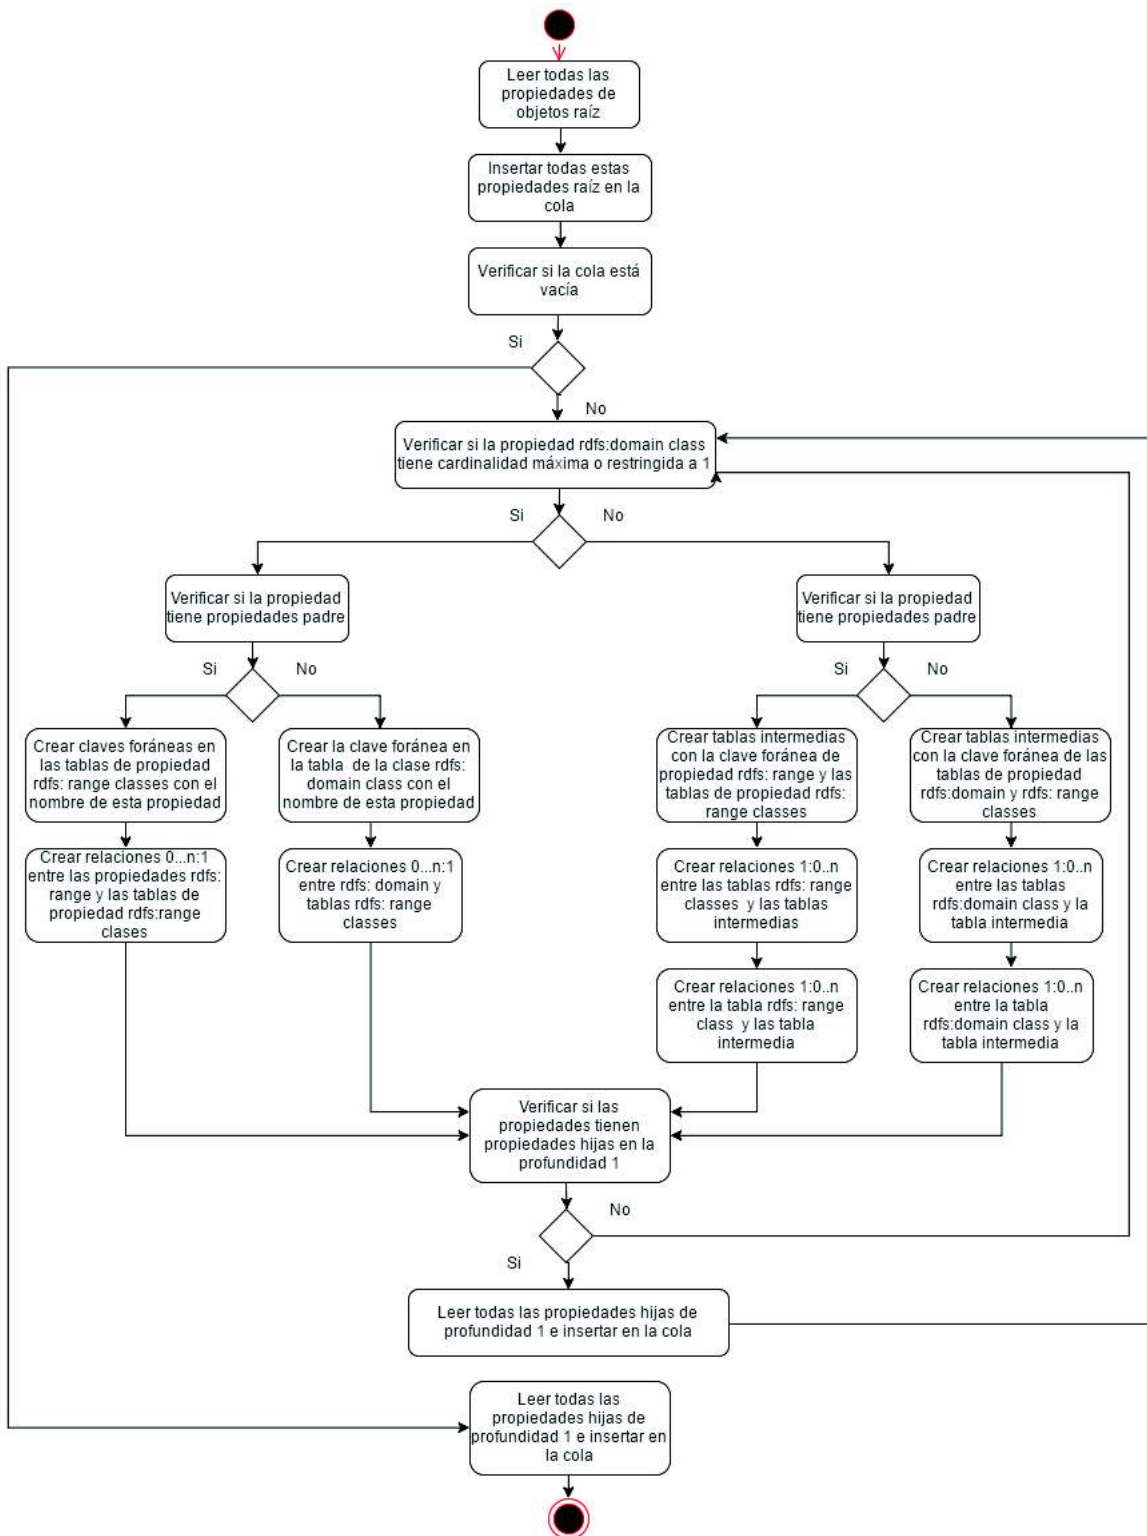 Leer todas las
propiedades de
objetos raíz
Insertar todas estas
propiedades raíz en la
cola
Verificar si la cola está
vacía
Si
No
Verificar si la propiedad rdfs:domain class
tiene cardinalidad máxima o restringida a 1
Si
No
Verificar si la propiedad
tiene propiedades padre
Verificar si la propiedad
tiene propiedades padre
Si
No
Si
No
Crear claves foráneas en
las tablas de propiedad
rdfs: range classes con el
nombre de esta propiedad
Crear la clave foránea en
la tabla de la clase rdfs:
domain class con el
nombre de esta propiedad
Crear tablas intermedias
con la clave foránea de
propiedad rdfs: range y las
tablas de propiedad rdfs:
range classes
Crear tablas intermedias
con la clave foránea de las
tablas de propiedad
rdfs:domain y rdfs: range
classes
Crear relaciones 0...n:1
entre las propiedades rdfs:
range y las tablas de
propiedad rdfs:range
clases
Crear relaciones 0...n:1
entre rdfs: domain y
tablas rdfs: range
classes
Crear relaciones 1:0..n
entre las tablas rdfs: range
classes y las tablas
intermedias
Crear relaciones 1:0..n
entre las tablas
rdfs:domain class y la
tabla intermedia
Crear relaciones 1:0..n
entre la tabla rdfs: range
class y las tabla
intermedia
Crear relaciones 1:0..n
entre la tabla
rdfs:domain class y la
tabla intermedia
Verificar si las
propiedades tienen
propiedades hijas en la
profundidad 1
No
Si
Leer todas las propiedades hijas de
profundidad 1 e insertar en la cola
Leer todas las
propiedades hijas de
profundidad 1 e insertar en
la cola